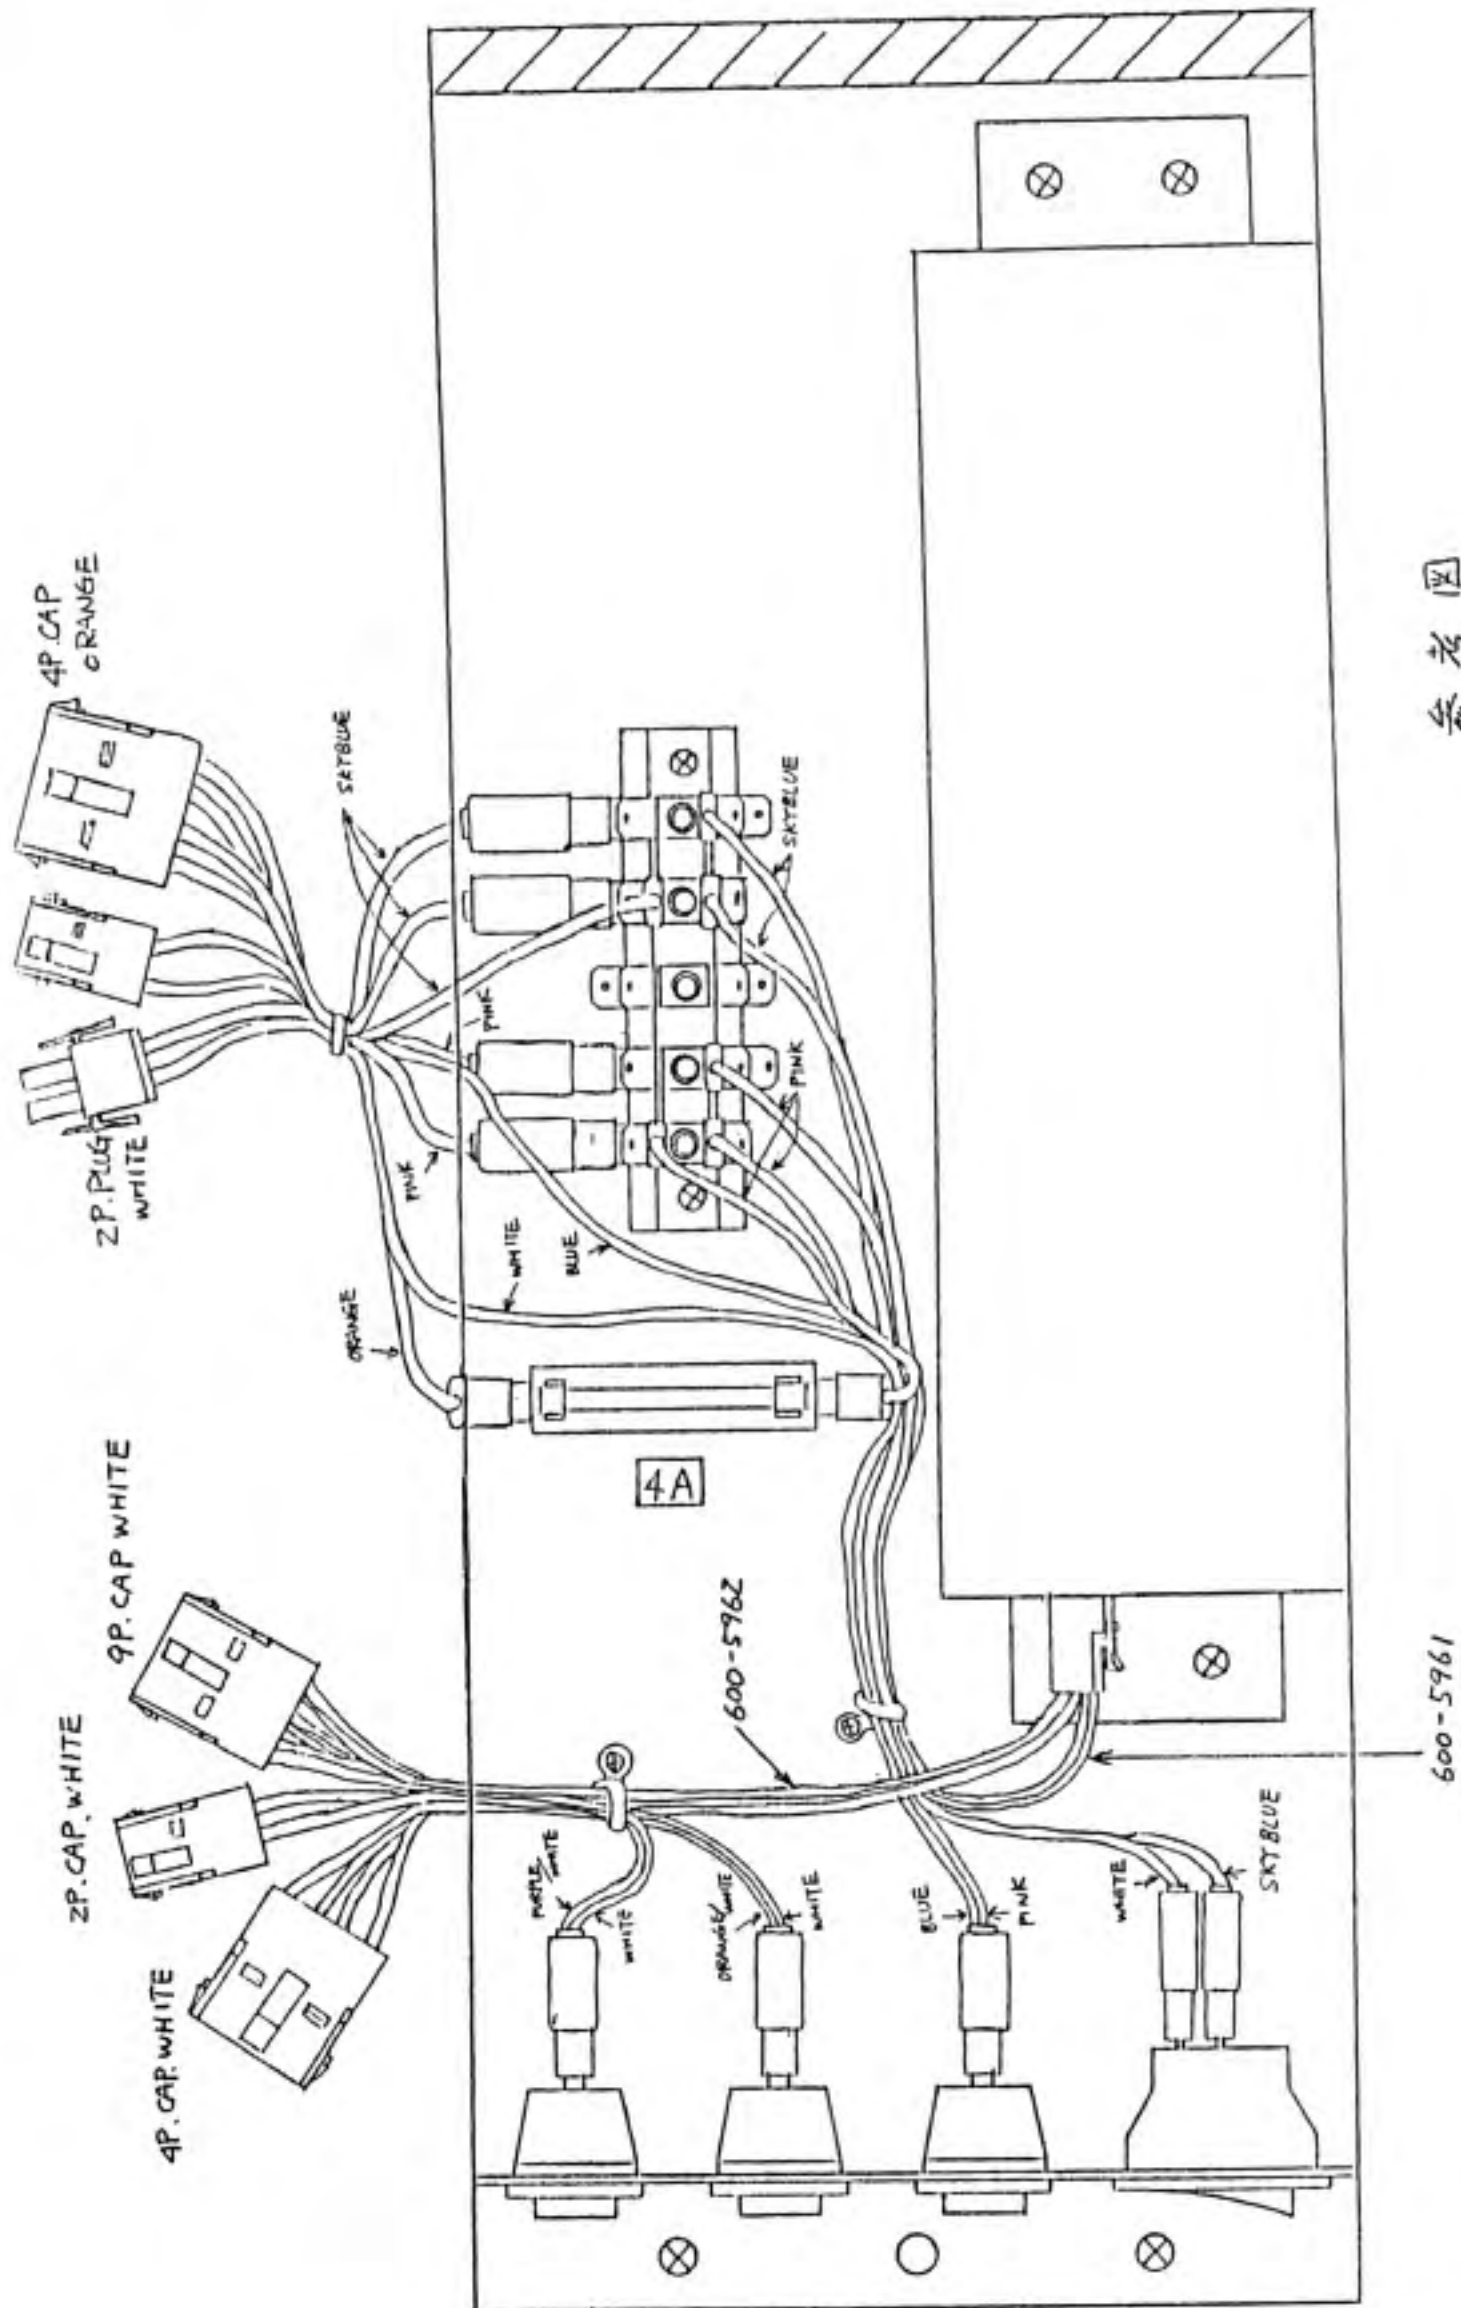 4P.CAP
ORANGE
2P.PLUG
WHITE
SKYBLUE
SKYBLUE
PINK
PINK
PINK
WHITE
BLUE
ORANGE
4A
9P.CAP WHITE
2P.CAP.WHITE
4P.CAP.WHITE
600-5962
600-5961
PURPLE/WHITE
WHITE
ORANGE/WHITE
WHITE
BLUE
PINK
WHITE
SKYBLUE
参考図